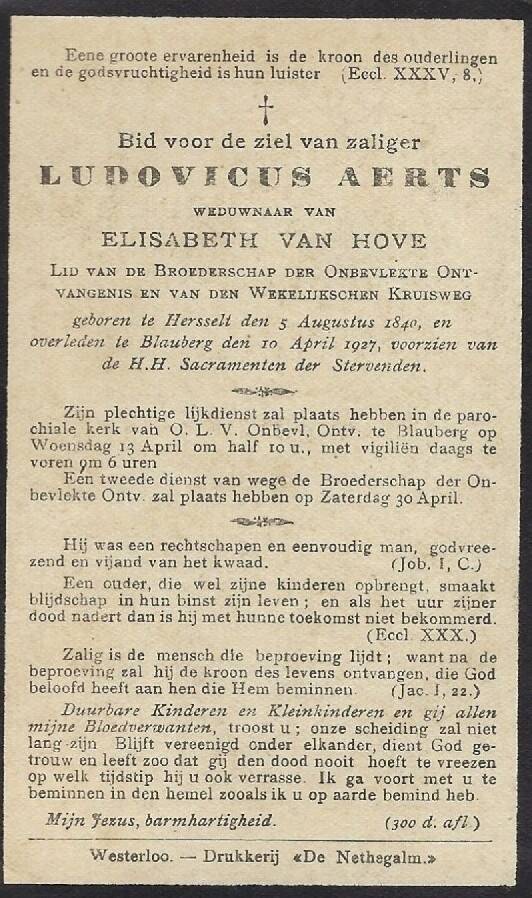 Eene groote ervarenheid is de kroon des ouderlingen
en de godsvruchtigheid is hun luister (Eccl. XXXV, 8,)
Bid voor de ziel van zaliger
LUDOVICUS AERTS
WEDUWNAAR VAN
ELISABETH VAN HOVE
LID VAN DE BROEDERSCHAP DER ONBEVLEKTE ONT-
VANGENIS EN VAN DEN WEKELIJKSCHEN KRUISWEG
geboren te Hersselt den 5 Augustus 1840, en
overleden te Blauberg den 10 April 1927, voorzien van
de H.H. Sacramenten der Stervenden.
Zijn plechtige lijkdienst zal plaats hebben in de paro-
chiale kerk van O. L. V. Onbevl, Ontv. te Blauberg op
Woensdag 13 April om half 10 u., met vigiliën daags te
voren om 6 uren
Een tweede dienst van wege de Broederschap der On-
bevlekte Ontv. zal plaats hebben op Zaterdag 30 April.
Hij was een rechtschapen en eenvoudig man, godvree-
zend en vijand van het kwaad. (Job. I, C.)
Een ouder, die wel zijne kinderen opbrengt, smaakt
blijdschap in hun binst zijn leven ; en als het uur zijner
dood nadert dan is hij met hunne toekomst niet bekommerd.
(Eccl. XXX.)
Zalig is de mensch die beproeving lijdt ; want na de
beproeving zal hij de kroon des levens ontvangen, die God
beloofd heeft aan hen die Hem beminnen. (Jac. I, 22.)
Duurbare Kinderen en Kleinkinderen en gij allen
mijne Bloedverwanten, troost u ; onze scheiding zal niet
lang zijn Blijft vereenigd onder elkander, dient God ge-
trouw en leeft zoo dat gij den dood nooit hoeft te vreezen
op welk tijdstip hij u ook verrasse. Ik ga voort met u te
beminnen in den hemel zooals ik u op aarde bemind heb.
Mijn Jezus, barmhartigheid. (300 d. afl.)
Westerloo. — Drukkerij «De Nethegalm.»